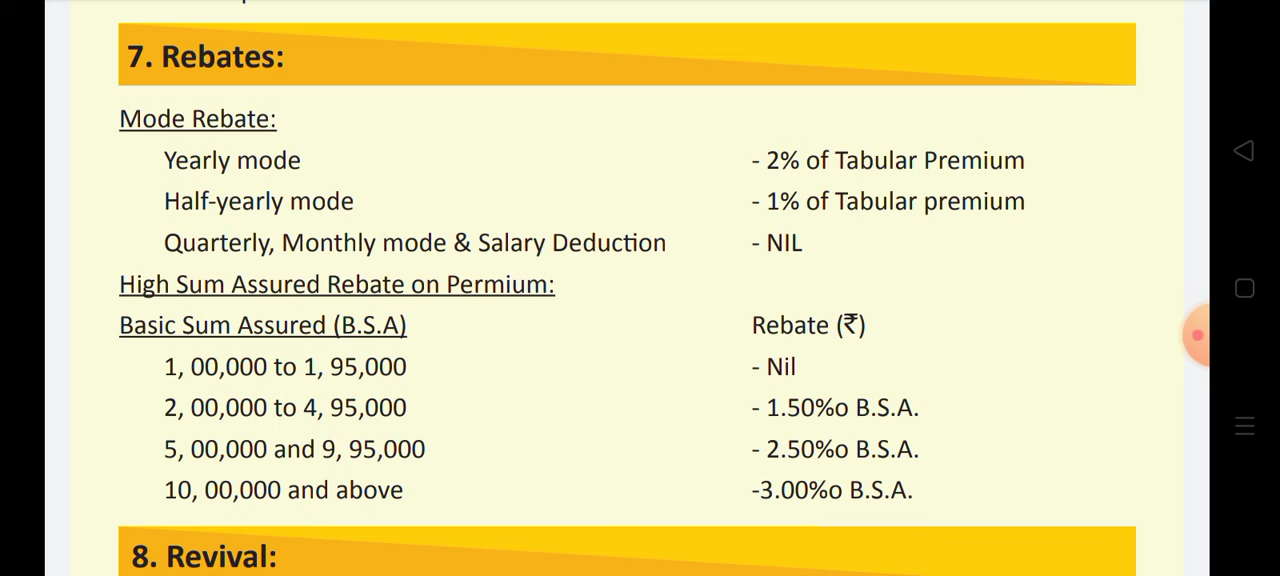 7. Rebates:
Mode Rebate:
Yearly mode - 2% of Tabular Premium
Half-yearly mode - 1% of Tabular premium
Quarterly, Monthly mode & Salary Deduction - NIL
High Sum Assured Rebate on Permium:
Basic Sum Assured (B.S.A) Rebate (₹)
1, 00,000 to 1, 95,000 - Nil
2, 00,000 to 4, 95,000 - 1.50%o B.S.A.
5, 00,000 and 9, 95,000 - 2.50%o B.S.A.
10, 00,000 and above -3.00%o B.S.A.
8. Revival: